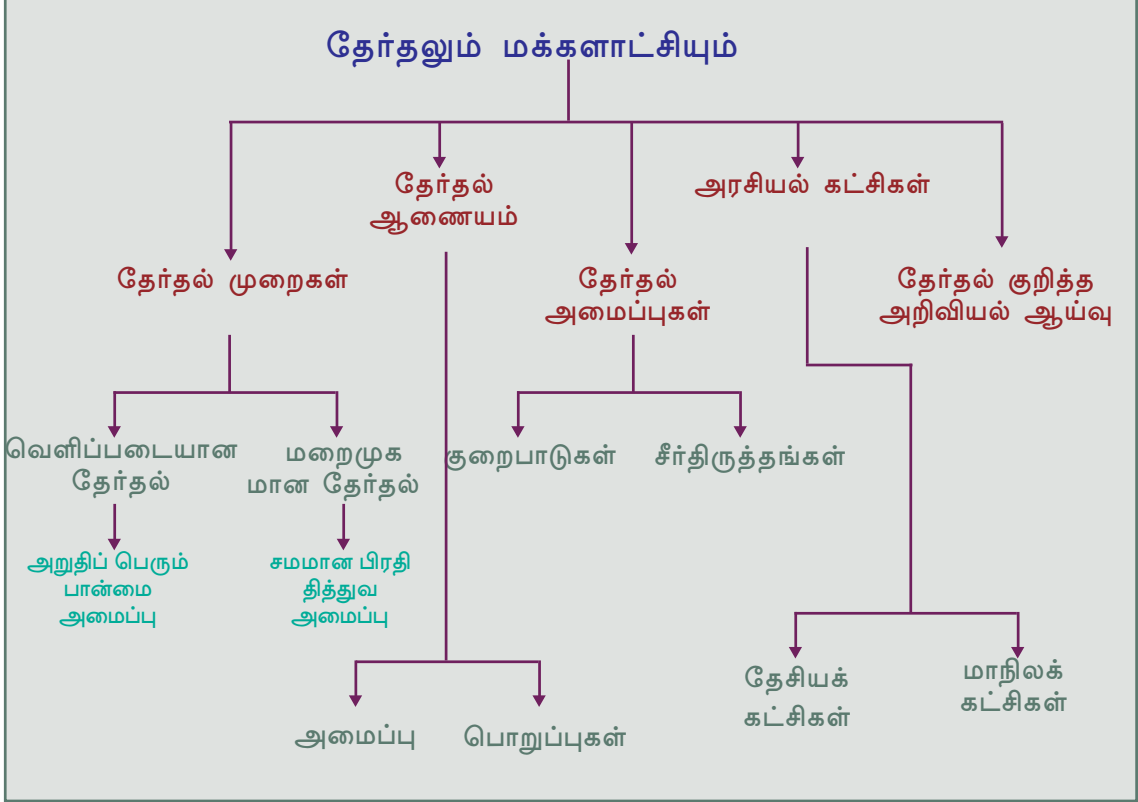 தேர்தலும் மக்களாட்சியும்
தேர்தல்
ஆணையம்
அரசியல் கட்சிகள்
தேர்தல் முறைகள்
தேர்தல்
அமைப்புகள்
தேர்தல் குறித்த
அறிவியல் ஆய்வு
வெளிப்படையான
தேர்தல்
மறைமுக
மான தேர்தல்
குறைபாடுகள்
சீர்திருத்தங்கள்
அறுதிப் பெரும்
பான்மை
அமைப்பு
சமமான பிரதி
தித்துவ
அமைப்பு
அமைப்பு
பொறுப்புகள்
தேசியக்
கட்சிகள்
மாநிலக்
கட்சிகள்